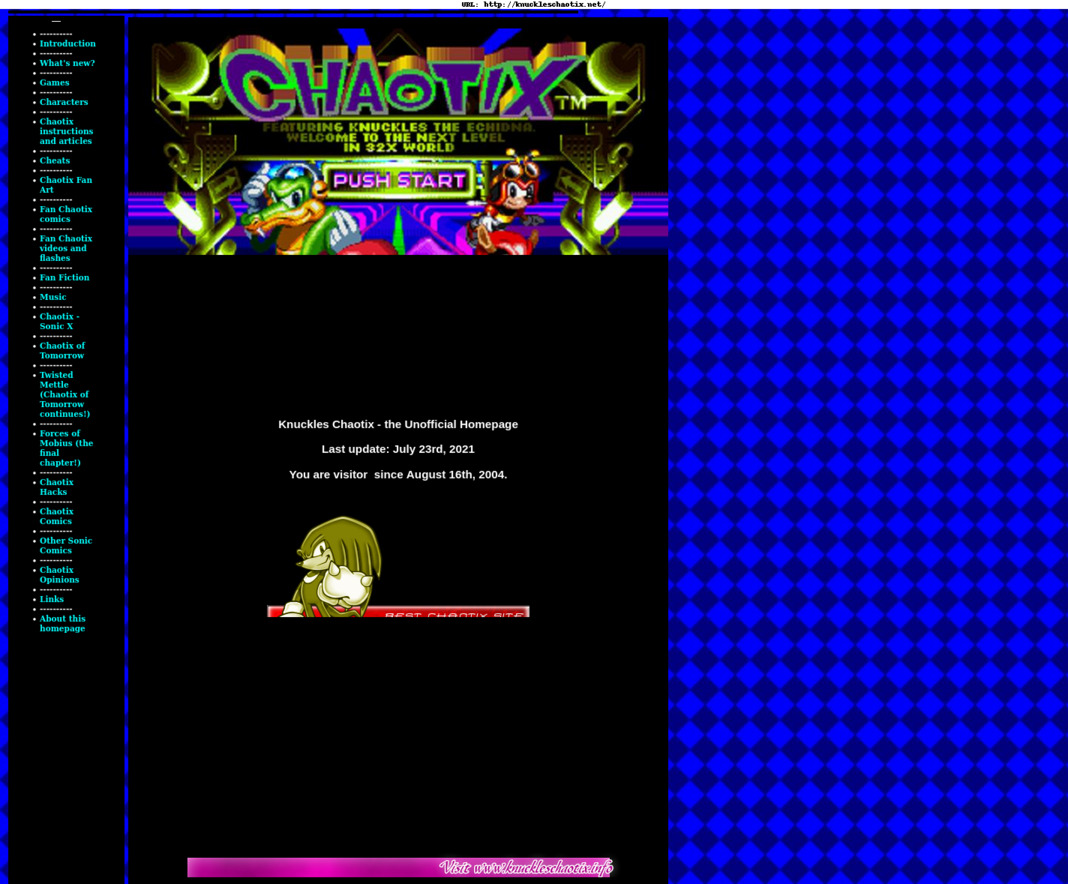 URL: http://knuckleschaotix.net/
----------
Introduction
----------
What's new?
----------
Games
----------
Characters
----------
Chaotix
instructions
and articles
----------
Cheats
----------
Chaotix Fan
Art
----------
Fan Chaotix
comics
----------
Fan Chaotix
videos and
flashes
----------
Fan Fiction
----------
Music
----------
Chaotix -
Sonic X
----------
Chaotix of
Tomorrow
----------
Twisted
Mettle
(Chaotix of
Tomorrow
continues!)
----------
Forces of
Mobius (the
final
chapter!)
----------
Chaotix
Hacks
----------
Chaotix
Comics
----------
Other Sonic
Comics
----------
Chaotix
Opinions
----------
Links
----------
About this
homepage
CHAOTIX TM
FEATURING KNUCKLES THE ECHIDNA.
WELCOME TO THE NEXT LEVEL
IN 32X WORLD
PUSH START
Knuckles Chaotix - the Unofficial Homepage
Last update: July 23rd, 2021
You are visitor  since August 16th, 2004.
BEST CHAOTIX SITE
Visit www.knuckleschaotix.info